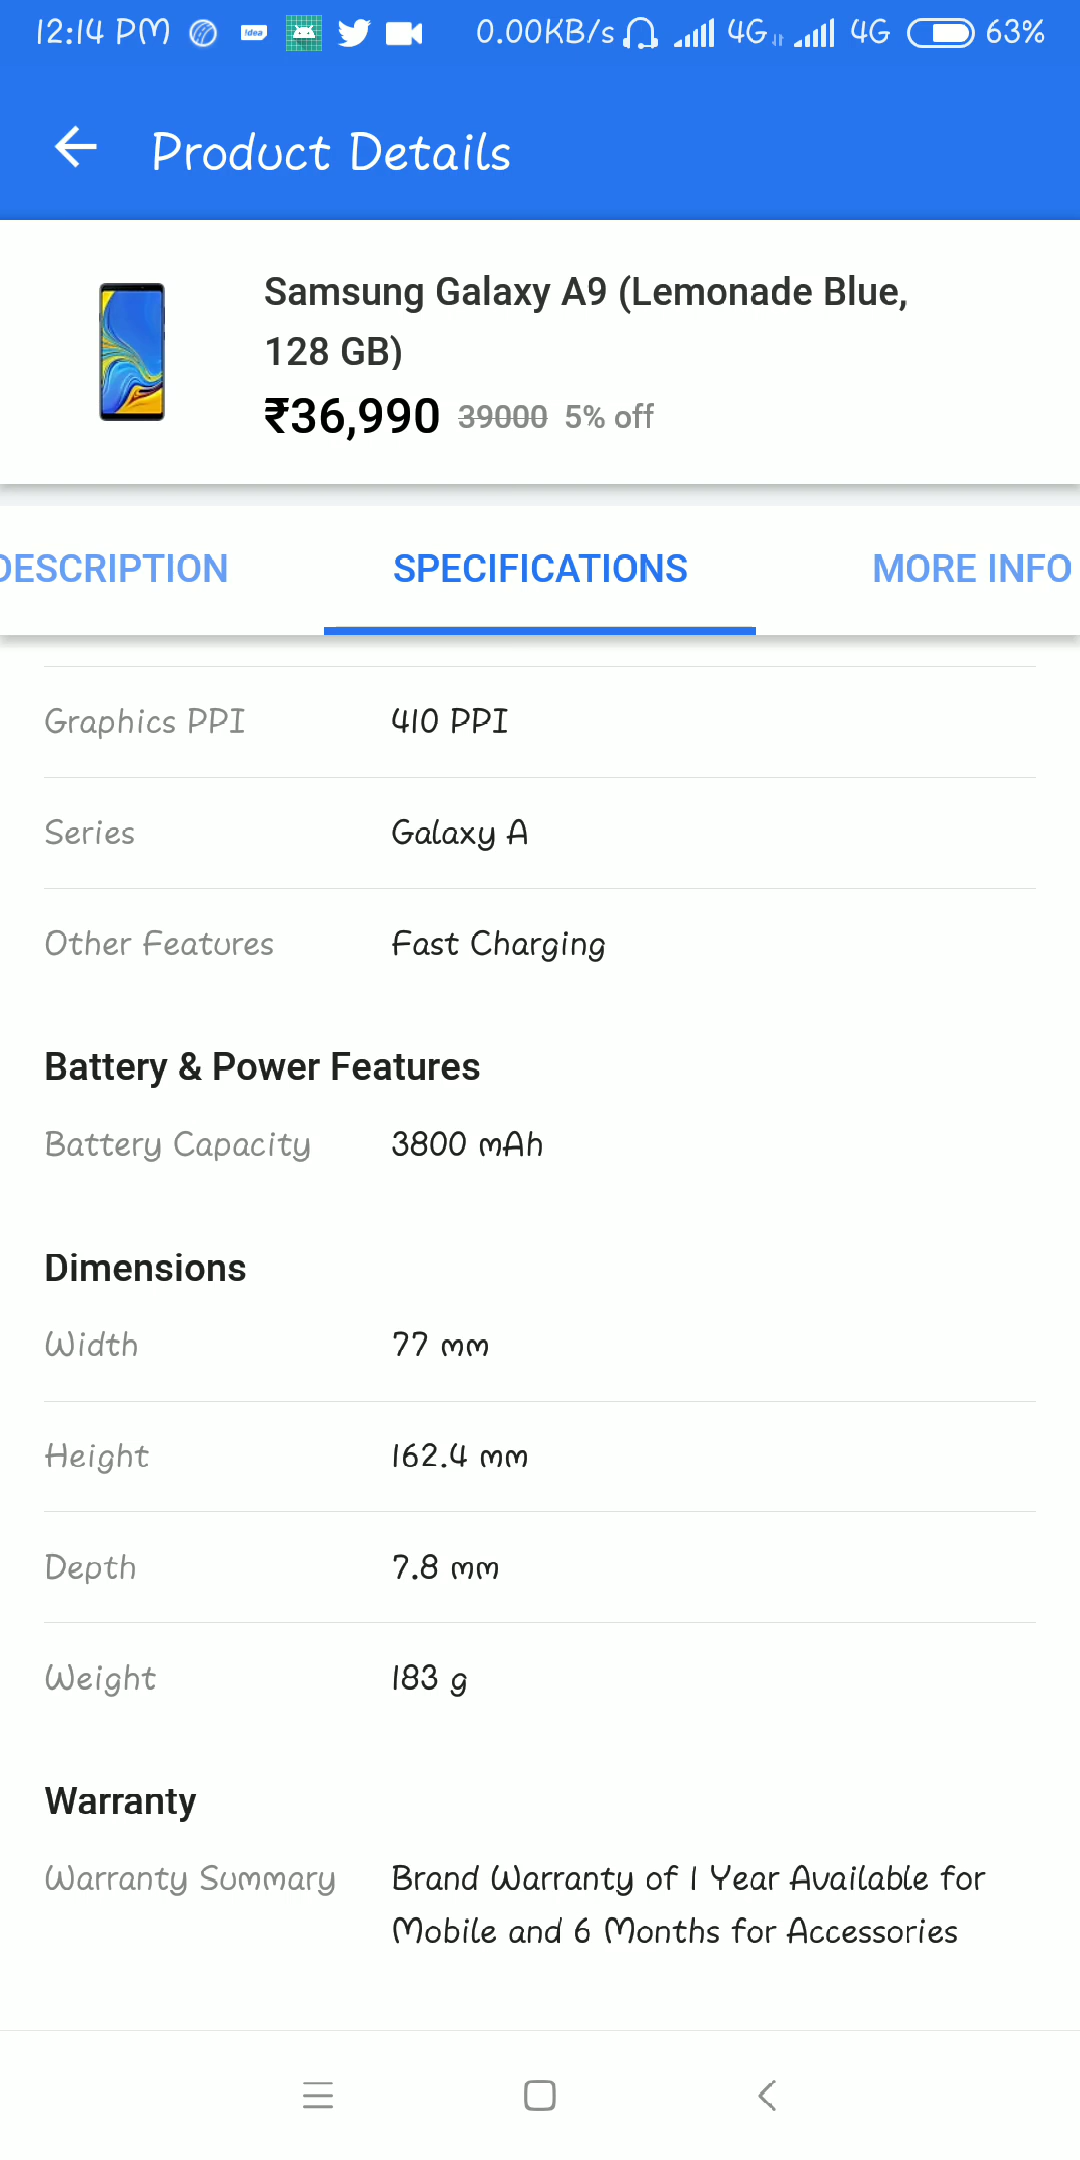 12:14 PM idea 0.00KB/s 4G 4G 63%
Product Details
Samsung Galaxy A9 (Lemonade Blue,
128 GB)
₹36,990 39000 5% off
DESCRIPTION SPECIFICATIONS MORE INFO
Graphics PPI 410 PPI
Series Galaxy A
Other Features Fast Charging
Battery & Power Features
Battery Capacity 3800 mAh
Dimensions
Width 77 mm
Height 162.4 mm
Depth 7.8 mm
Weight 183 g
Warranty
Warranty Summary Brand Warranty of 1 Year Available for
Mobile and 6 Months for Accessories